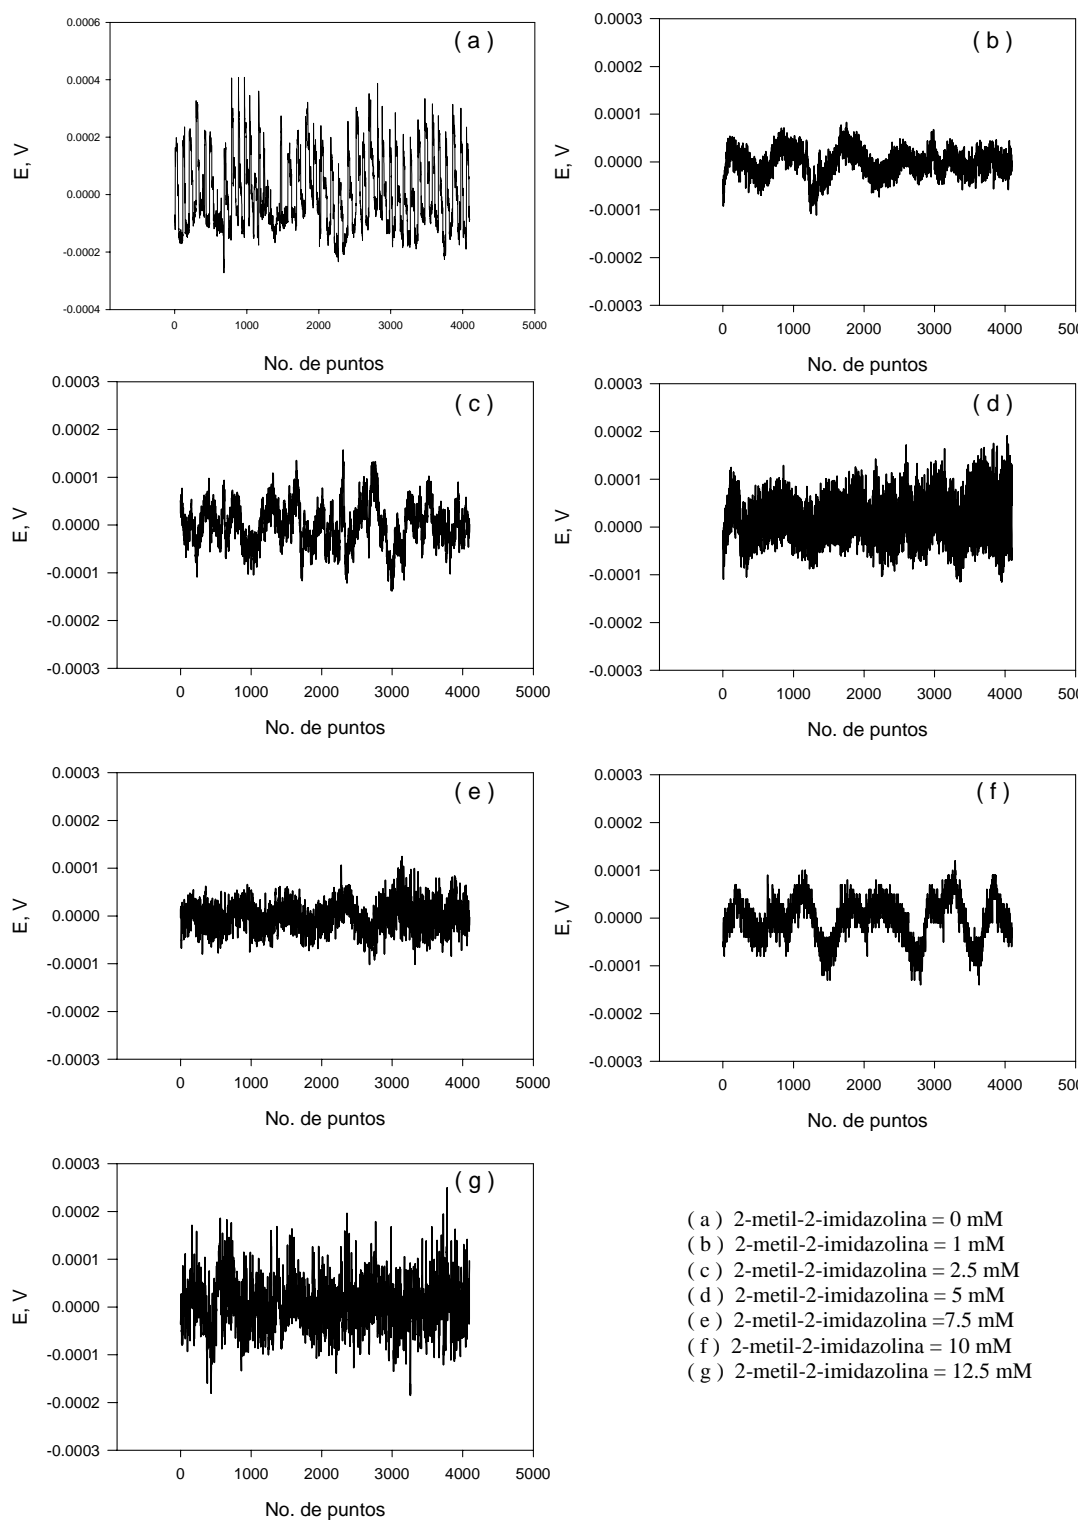 ( a )
0.0006
0.0004
0.0002
0.0000
-0.0002
-0.0004
E, V
0 1000 2000 3000 4000 5000
No. de puntos
( b )
0.0003
0.0002
0.0001
0.0000
-0.0001
-0.0002
-0.0003
E, V
0 1000 2000 3000 4000 500
No. de puntos
( c )
0.0003
0.0002
0.0001
0.0000
-0.0001
-0.0002
-0.0003
E, V
0 1000 2000 3000 4000 5000
No. de puntos
( d )
0.0003
0.0002
0.0001
0.0000
-0.0001
-0.0002
-0.0003
E, V
0 1000 2000 3000 4000 500
No. de puntos
( e )
0.0003
0.0002
0.0001
0.0000
-0.0001
-0.0002
-0.0003
E, V
0 1000 2000 3000 4000 5000
No. de puntos
( f )
0.0003
0.0002
0.0001
0.0000
-0.0001
-0.0002
-0.0003
E, V
0 1000 2000 3000 4000 500
No. de puntos
( g )
0.0003
0.0002
0.0001
0.0000
-0.0001
-0.0002
-0.0003
E, V
0 1000 2000 3000 4000 5000
No. de puntos
( a ) 2-metil-2-imidazolina = 0 mM
( b ) 2-metil-2-imidazolina = 1 mM
( c ) 2-metil-2-imidazolina = 2.5 mM
( d ) 2-metil-2-imidazolina = 5 mM
( e ) 2-metil-2-imidazolina =7.5 mM
( f ) 2-metil-2-imidazolina = 10 mM
( g ) 2-metil-2-imidazolina = 12.5 mM